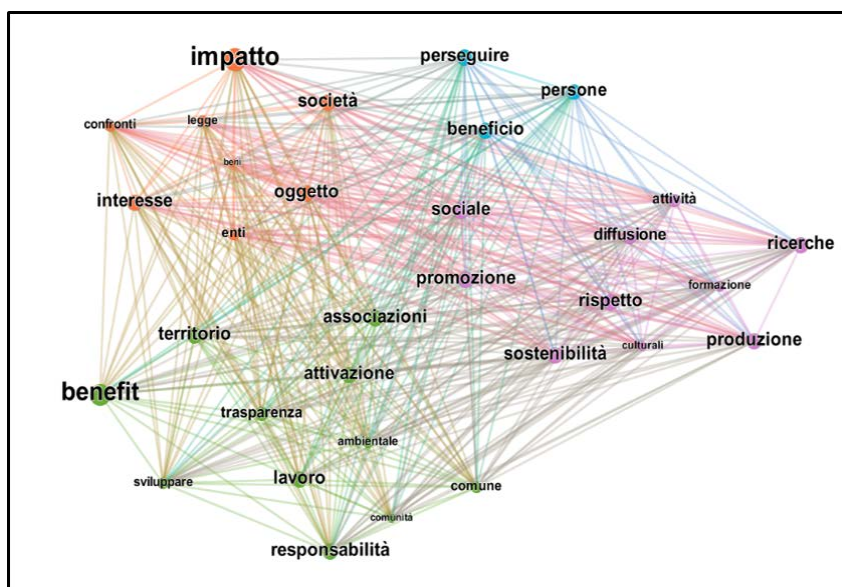 impatto
perseguire
persone
società
confronti
legge
beneficio
beni
interesse
oggetto
attività
sociale
enti
diffusione
ricerche
promozione
formazione
rispetto
associazioni
territorio
produzione
culturali
sostenibilità
attivazione
benefit
trasparenza
ambientale
lavoro
sviluppare
comune
comunità
responsabilità